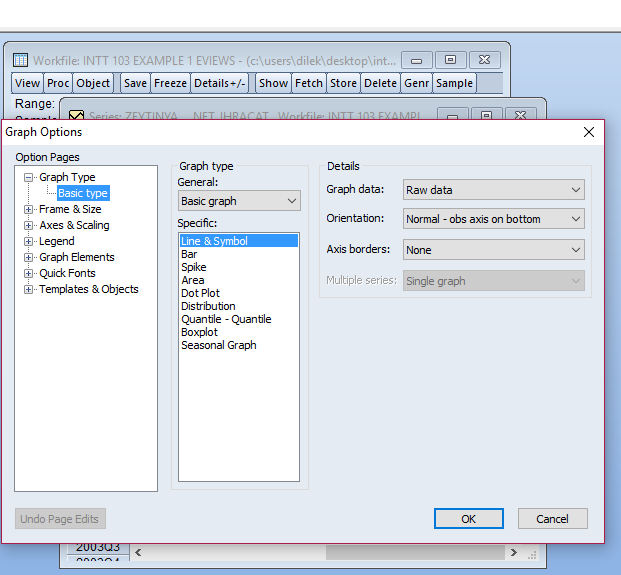 Workfile: INTT 103 EXAMPLE 1 EVIEWS - (c:\users\dilek\desktop\int...
View Proc Object Save Freeze Details+/- Show Fetch Store Delete Genr Sample
Range:
Series: ZEYTINYA NET IHRACAT Workfile: INTT 103 EXAMPL
Graph Options
Option Pages
Graph Type
Basic type
Frame & Size
Axes & Scaling
Legend
Graph Elements
Quick Fonts
Templates & Objects
Graph type
General:
Basic graph
Specific:
Line & Symbol
Bar
Spike
Area
Dot Plot
Distribution
Quantile - Quantile
Boxplot
Seasonal Graph
Details
Graph data: Raw data
Orientation: Normal - obs axis on bottom
Axis borders: None
Multiple series: Single graph
Undo Page Edits
OK
Cancel
2003Q3